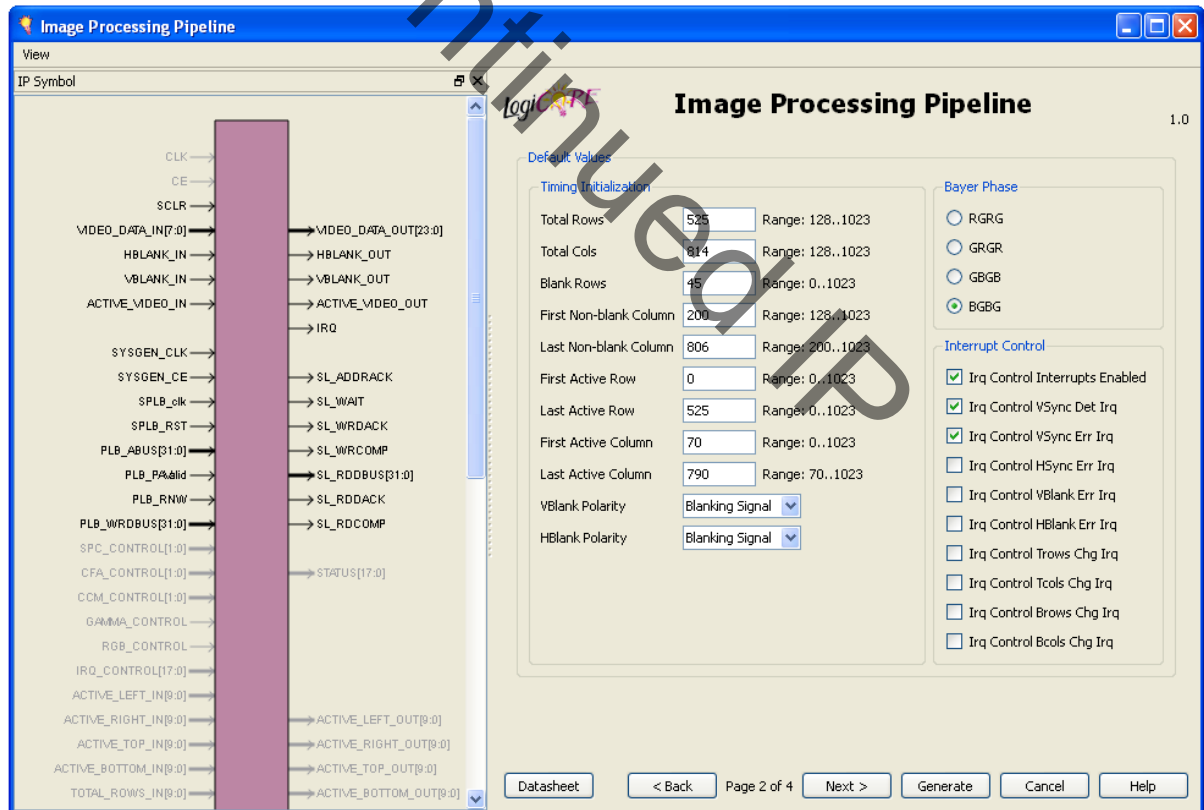 Image Processing Pipeline
View
IP Symbol
CLK
CE
SCLR
VIDEO_DATA_IN[7:0]
HBLANK_IN
VBLANK_IN
ACTIVE_VIDEO_IN
SYSGEN_CLK
SYSGEN_CE
SPLB_clk
SPLB_RST
PLB_ABUS[31:0]
PLB_PAValid
PLB_RNW
PLB_WRDBUS[31:0]
SPC_CONTROL[1:0]
CFA_CONTROL[1:0]
CCM_CONTROL[1:0]
GAMMA_CONTROL
RGB_CONTROL
IRQ_CONTROL[17:0]
ACTIVE_LEFT_IN[9:0]
ACTIVE_RIGHT_IN[9:0]
ACTIVE_TOP_IN[9:0]
ACTIVE_BOTTOM_IN[9:0]
TOTAL_ROWS_IN[9:0]
VIDEO_DATA_OUT[23:0]
HBLANK_OUT
VBLANK_OUT
ACTIVE_VIDEO_OUT
IRQ
SL_ADDRACK
SL_WAIT
SL_WRDACK
SL_WRCOMP
SL_RDDBUS[31:0]
SL_RDDACK
SL_RDCOMP
STATUS[17:0]
ACTIVE_LEFT_OUT[9:0]
ACTIVE_RIGHT_OUT[9:0]
ACTIVE_TOP_OUT[9:0]
ACTIVE_BOTTOM_OUT[9:0]
LogiCORE
Image Processing Pipeline
1.0
Default Values
Timing Initialization
Total Rows 525 Range: 128..1023
Total Cols 814 Range: 128..1023
Blank Rows 45 Range: 0..1023
First Non-blank Column 200 Range: 128..1023
Last Non-blank Column 806 Range: 200..1023
First Active Row 0 Range: 0..1023
Last Active Row 525 Range: 0..1023
First Active Column 70 Range: 0..1023
Last Active Column 790 Range: 70..1023
VBlank Polarity Blanking Signal
HBlank Polarity Blanking Signal
Bayer Phase
RGRG
GRGR
GBGB
BGBG
Interrupt Control
Irq Control Interrupts Enabled
Irq Control VSync Det Irq
Irq Control VSync Err Irq
Irq Control HSync Err Irq
Irq Control VBlank Err Irq
Irq Control HBlank Err Irq
Irq Control Trows Chg Irq
Irq Control Tcols Chg Irq
Irq Control Brows Chg Irq
Irq Control Bcols Chg Irq
Datasheet < Back Page 2 of 4 Next > Generate Cancel Help
ntinued IP